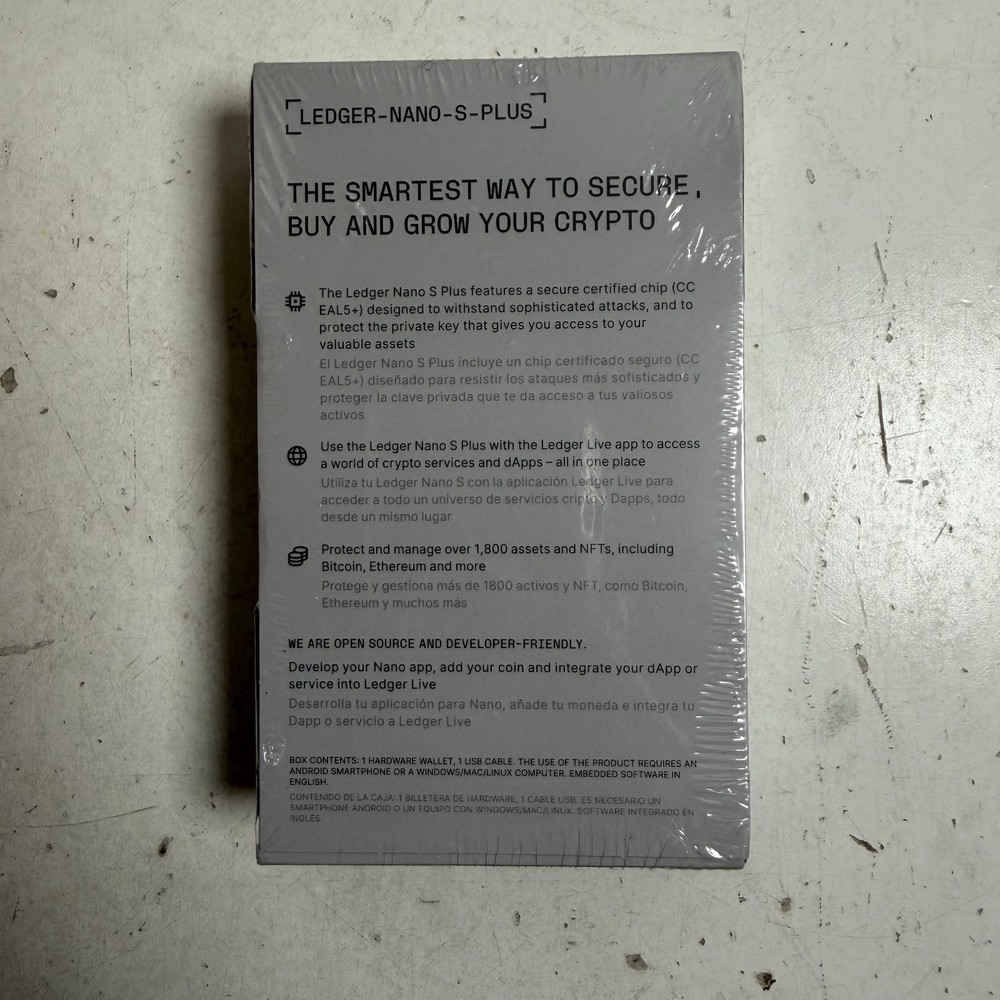 LEDGER-NANO-S-PLUS
THE SMARTEST WAY TO SECURE,
BUY AND GROW YOUR CRYPTO
The Ledger Nano S Plus features a secure certified chip (CC
EAL5+) designed to withstand sophisticated attacks, and to
protect the private key that gives you access to your
valuable assets
El Ledger Nano S Plus incluye un chip certificado seguro (CC
EAL5+) diseñado para resistir los ataques más sofisticados y
proteger la clave privada que te da acceso a tus valiosos
activos
Use the Ledger Nano S Plus with the Ledger Live app to access
a world of crypto services and dApps – all in one place
Utiliza tu Ledger Nano S con la aplicación Ledger Live para
acceder a todo un universo de servicios cripto y Dapps, todo
desde un mismo lugar
Protect and manage over 1,800 assets and NFTs, including
Bitcoin, Ethereum and more
Protege y gestiona más de 1800 activos y NFT, como Bitcoin,
Ethereum y muchos más
WE ARE OPEN SOURCE AND DEVELOPER-FRIENDLY.
Develop your Nano app, add your coin and integrate your dApp or
service into Ledger Live
Desarrolla tu aplicación para Nano, añade tu moneda e integra tu
Dapp o servicio a Ledger Live
BOX CONTENTS: 1 HARDWARE WALLET, 1 USB CABLE. THE USE OF THE PRODUCT REQUIRES AN
ANDROID SMARTPHONE OR A WINDOWS/MAC/LINUX COMPUTER. EMBEDDED SOFTWARE IN
ENGLISH.
CONTENIDO DE LA CAJA: 1 BILLETERA DE HARDWARE, 1 CABLE USB. ES NECESARIO UN
SMARTPHONE ANDROID O UN EQUIPO CON WINDOWS/MAC/LINUX. SOFTWARE INTEGRADO EN
INGLÉS.